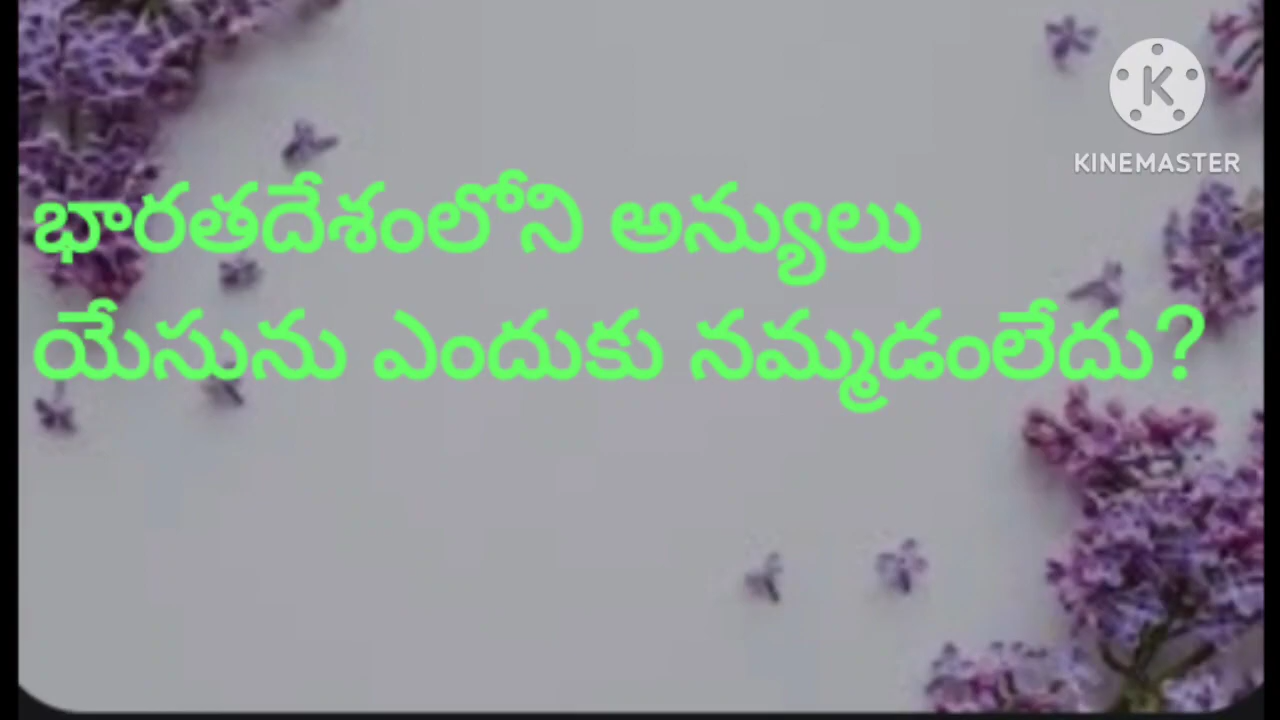 KINEMASTER
భారతదేశంలోని అన్యులు
యేసును ఎందుకు నమ్మడంలేదు?